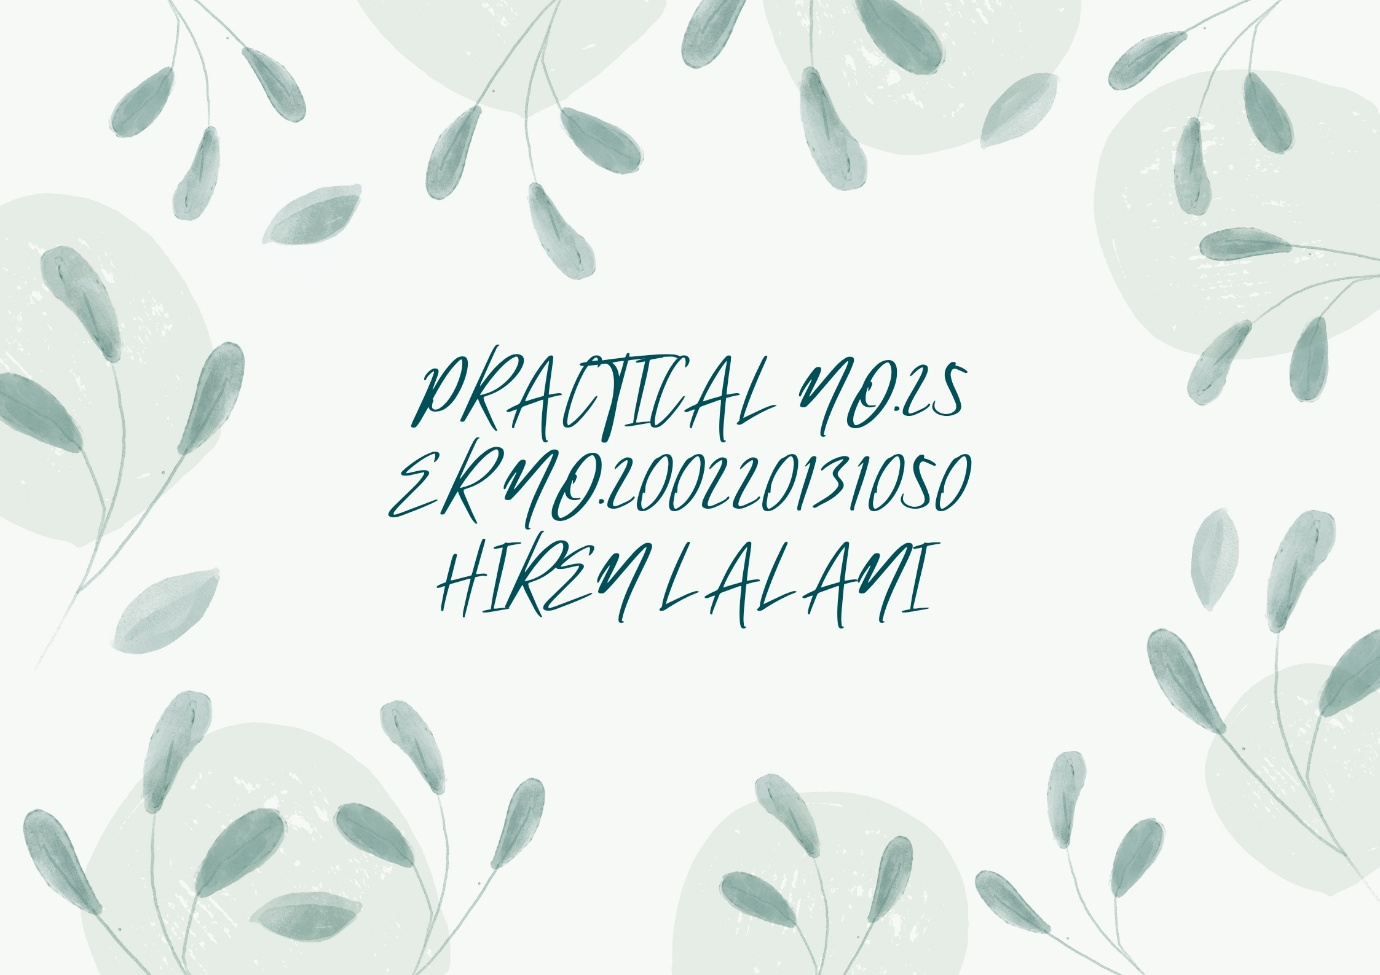 PRACTICAL NO.25
ER NO.200220131050
HIREN LALANI